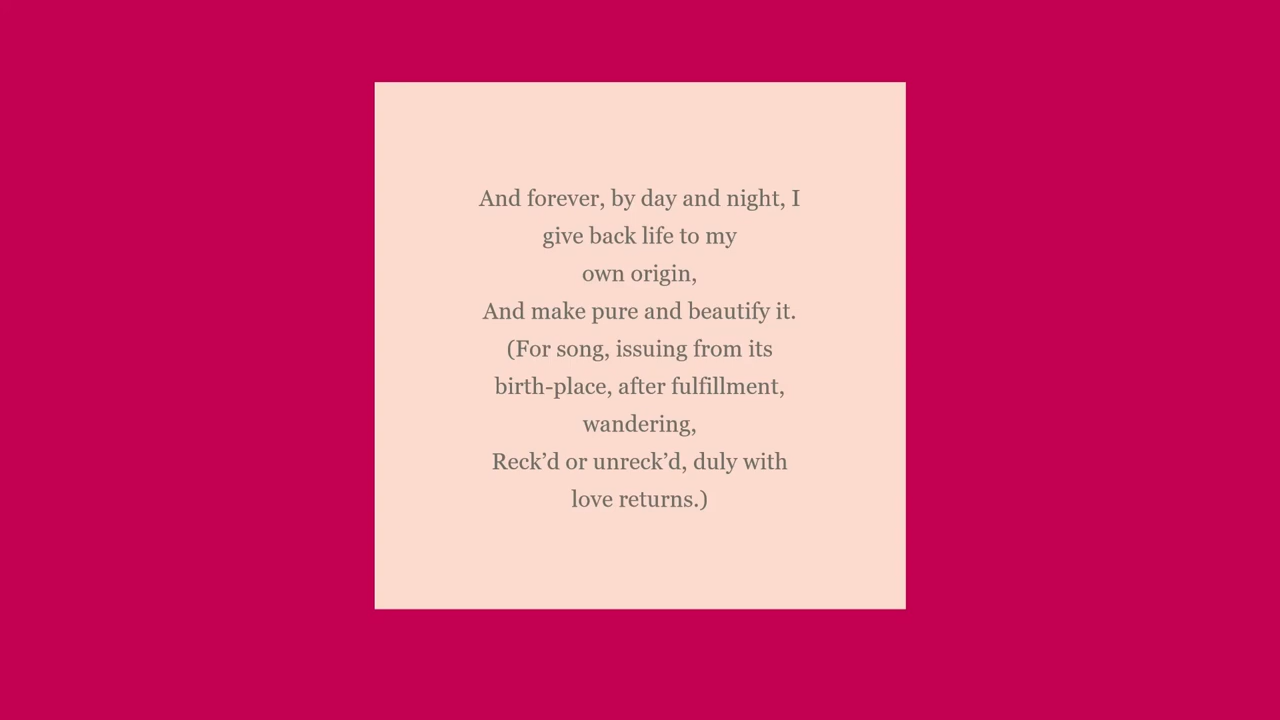 And forever, by day and night, I
give back life to my
own origin,
And make pure and beautify it.
(For song, issuing from its
birth-place, after fulfillment,
wandering,
Reck’d or unreck’d, duly with
love returns.)